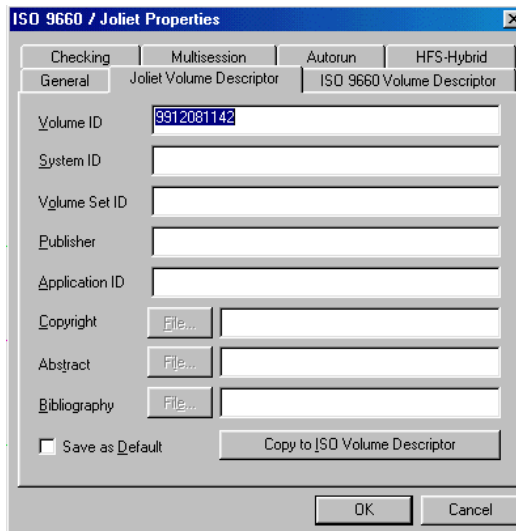 ISO 9660 / Joliet Properties
Checking Multisession Autorun HFS-Hybrid
General Joliet Volume Descriptor ISO 9660 Volume Descriptor
Volume ID 9912081142
System ID
Volume Set ID
Publisher
Application ID
Copyright File...
Abstract File...
Bibliography File...
Save as Default Copy to ISO Volume Descriptor
OK Cancel